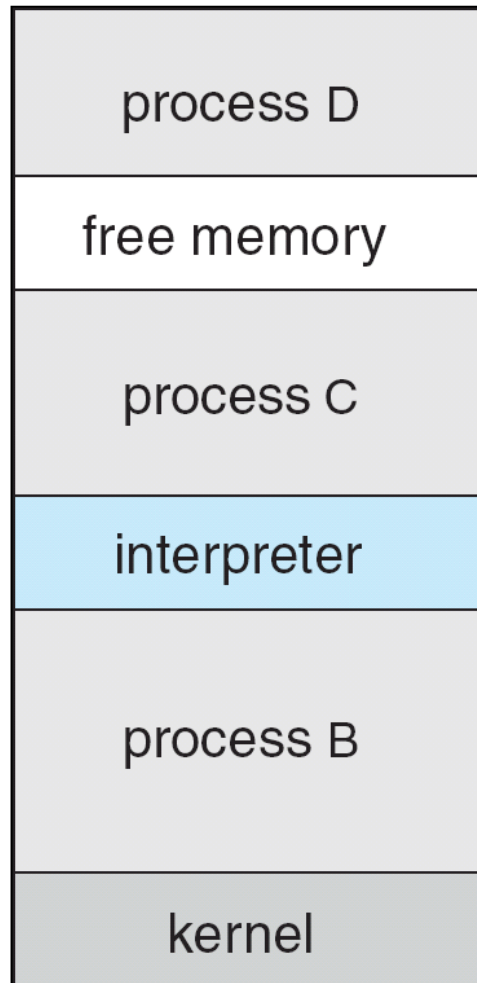 process D
free memory
process C
interpreter
process B
kernel